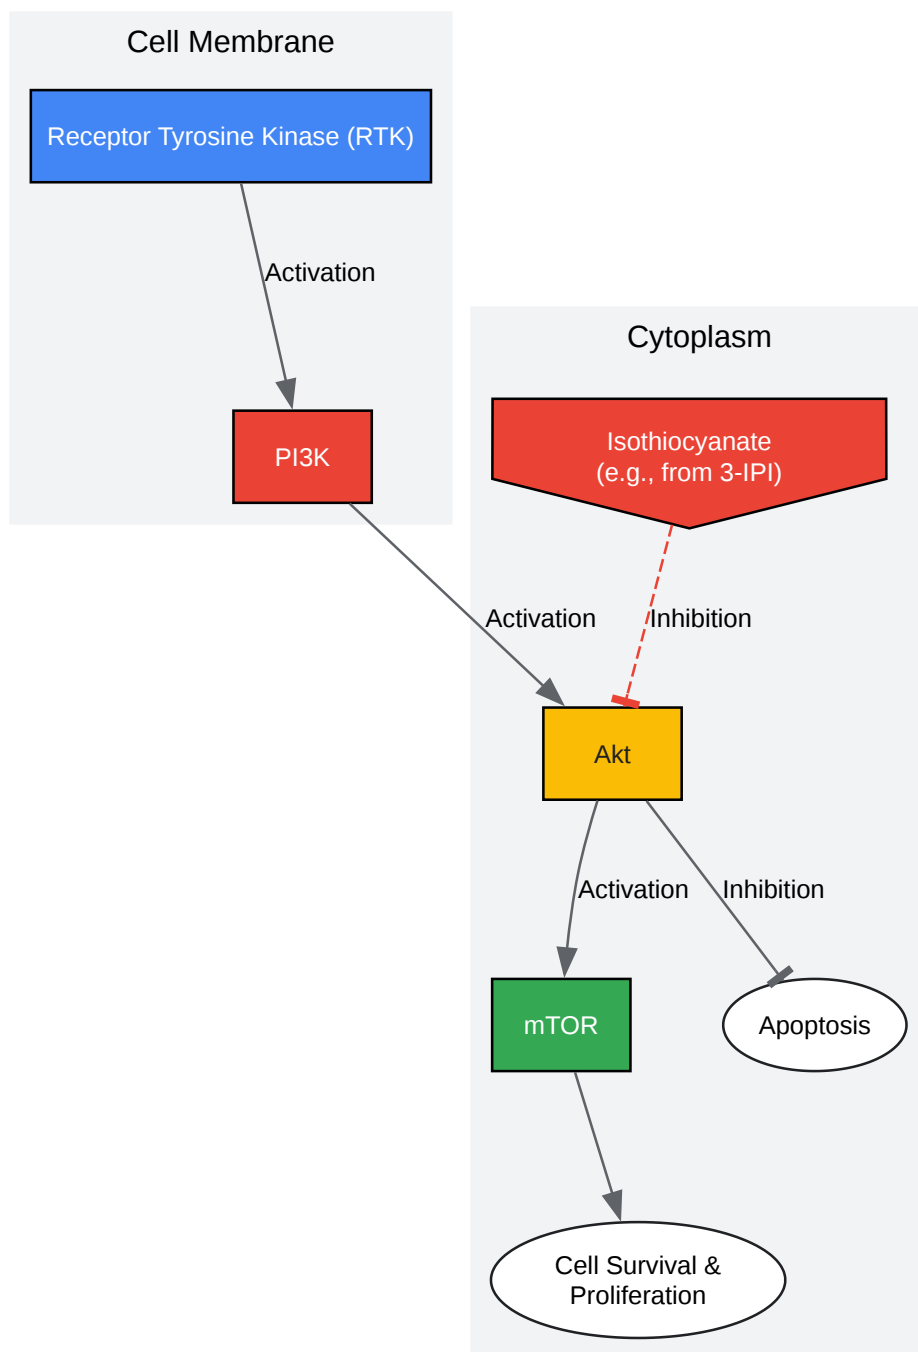 Cell Membrane
Receptor Tyrosine Kinase (RTK)
Activation
PI3K
Cytoplasm
Isothiocyanate
(e.g., from 3-IPI)
Activation
Inhibition
Akt
Activation
Inhibition
mTOR
Apoptosis
Cell Survival &
Proliferation